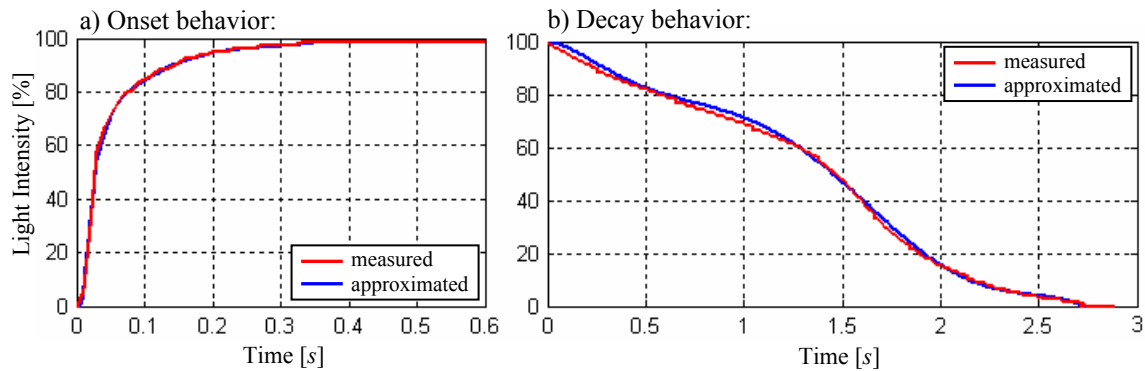 a) Onset behavior:
100
80
60
40
20
0
Light Intensity [%]
0 0.1 0.2 0.3 0.4 0.5 0.6
Time [s]
measured
approximated
b) Decay behavior:
100
80
60
40
20
0
0 0.5 1 1.5 2 2.5 3
Time [s]
measured
approximated